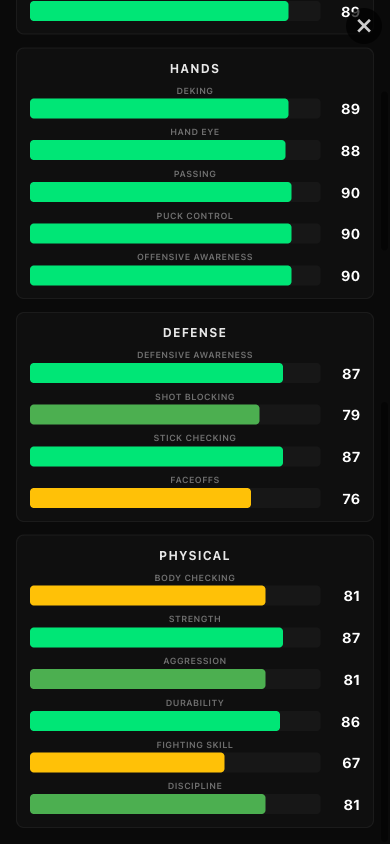 89
HANDS
DEKING
89
HAND EYE
88
PASSING
90
PUCK CONTROL
90
OFFENSIVE AWARENESS
90
DEFENSE
DEFENSIVE AWARENESS
87
SHOT BLOCKING
79
STICK CHECKING
87
FACEOFFS
76
PHYSICAL
BODY CHECKING
81
STRENGTH
87
AGGRESSION
81
DURABILITY
86
FIGHTING SKILL
67
DISCIPLINE
81